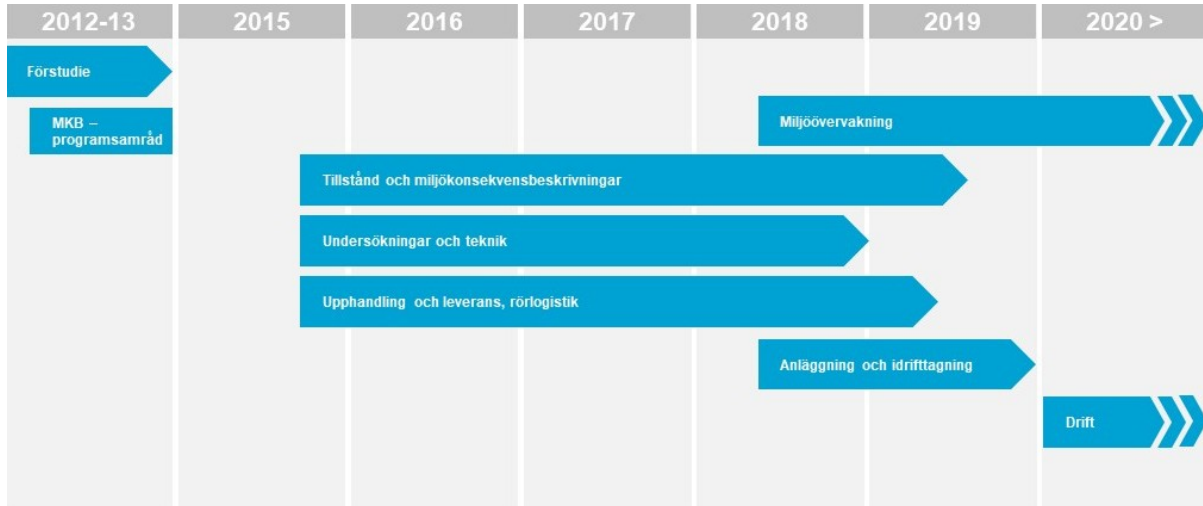 2012-13 2015 2016 2017 2018 2019 2020 >
Förstudie
MKB –
programsamråd
Miljöövervakning
Tillstånd och miljökonsekvensbeskrivningar
Undersökningar och teknik
Upphandling och leverans, rörlogistik
Anläggning och idrifttagning
Drift